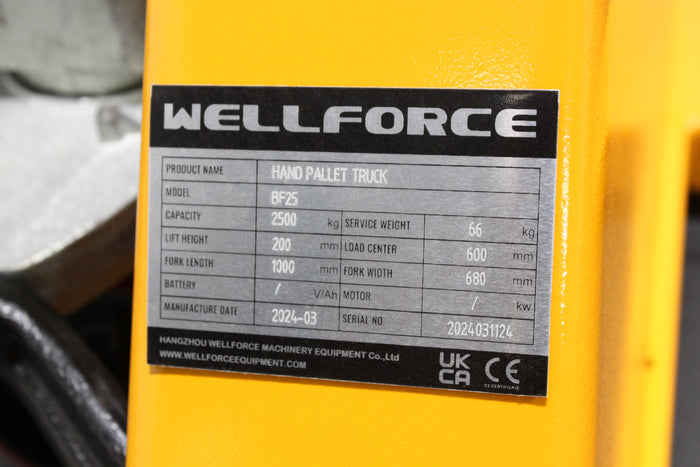 WELLFORCE
PRODUCT NAME HAND PALLET TRUCK
MODEL BF25
CAPACITY 2500 kg SERVICE WEIGHT 66 kg
LIFT HEIGHT 200 mm LOAD CENTER 600 mm
FORK LENGTH 1000 mm FORK WIDTH 680 mm
BATTERY / V/Ah MOTOR / kw
MANUFACTURE DATE 2024-03 SERIAL NO. 2024031124
HANGZHOU WELLFORCE MACHINERY EQUIPMENT Co.,Ltd
WWW.WELLFORCEEQUIPMENT.COM
UK
CA CE
CE CERTIFICATE